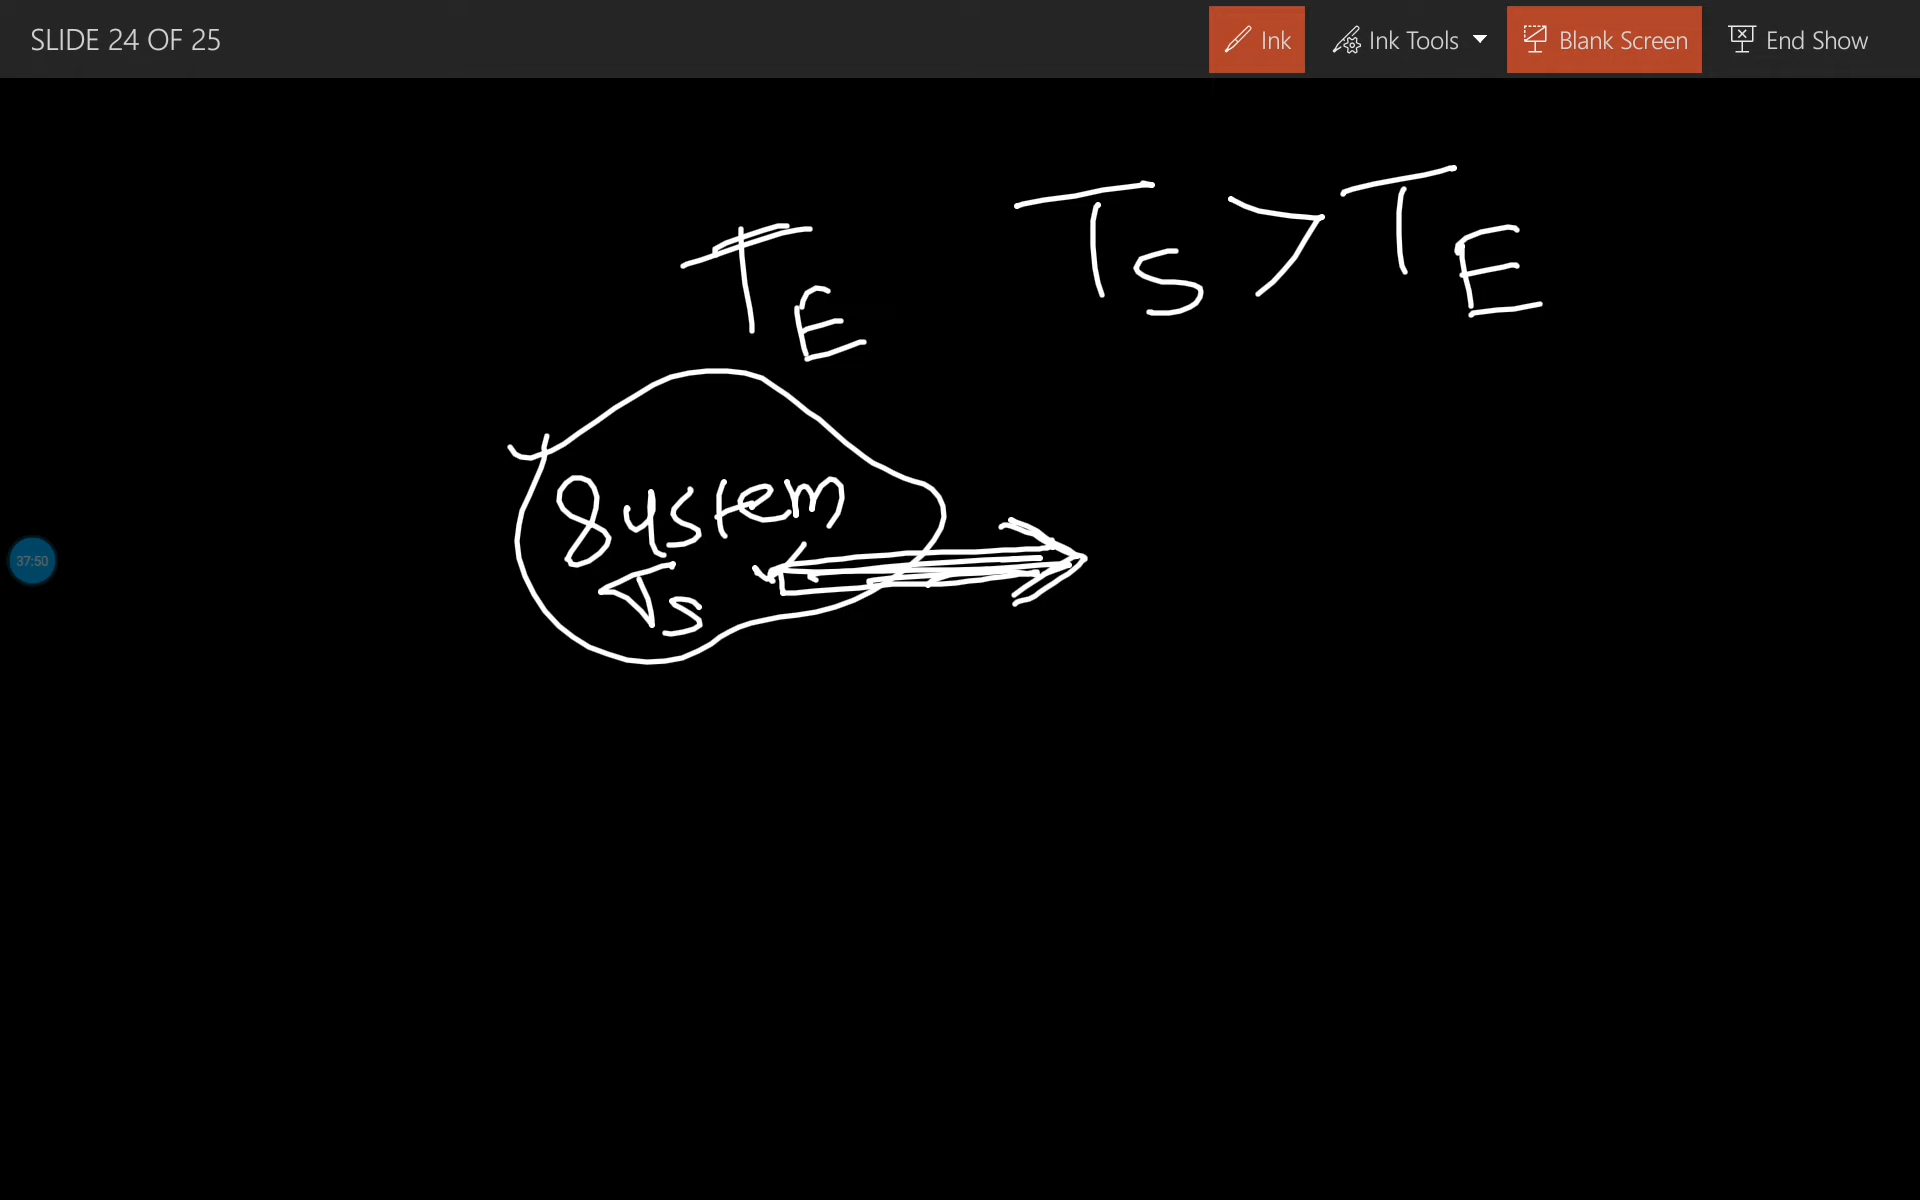 SLIDE 24 OF 25
Ink
Ink Tools
Blank Screen
End Show
TE
TS > TE
System
TS
37:50